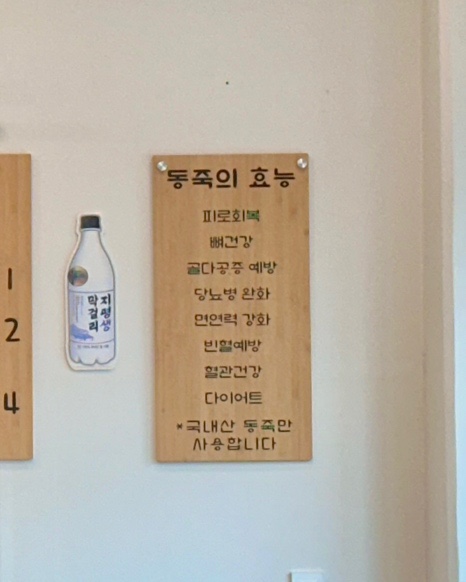 동죽의 효능
피로회복
뼈건강
골다공증 예방
당뇨병 완화
면연력 강화
빈혈예방
혈관건강
다이어트
*국내산 동죽만
사용합니다
지평생
막걸리
1
2
4